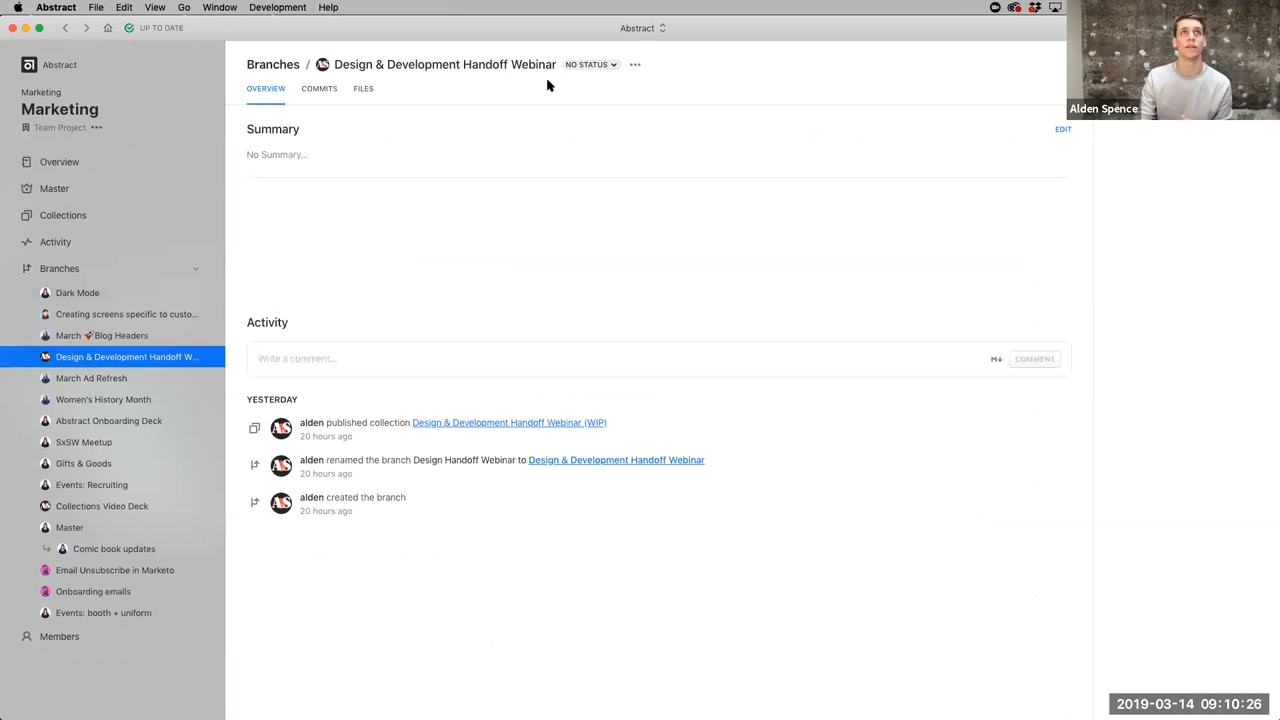 Abstract File Edit View Go Window Development Help
UP TO DATE
Abstract
Abstract
Marketing
Marketing
Team Project
Overview
Master
Collections
Activity
Branches
Dark Mode
Creating screens specific to custo...
March 🚀Blog Headers
Design & Development Handoff W...
March Ad Refresh
Women's History Month
Abstract Onboarding Deck
SxSW Meetup
Gifts & Goods
Events: Recruiting
Collections Video Deck
Master
Comic book updates
Email Unsubscribe in Marketo
Onboarding emails
Events: booth + uniform
Members
Branches / Design & Development Handoff Webinar NO STATUS
OVERVIEW COMMITS FILES
Summary EDIT
No Summary...
Activity
Write a comment... M↓ COMMENT
YESTERDAY
alden published collection Design & Development Handoff Webinar (WIP)
20 hours ago
alden renamed the branch Design Handoff Webinar to Design & Development Handoff Webinar
20 hours ago
alden created the branch
20 hours ago
Alden Spence
2019-03-14 09:10:26